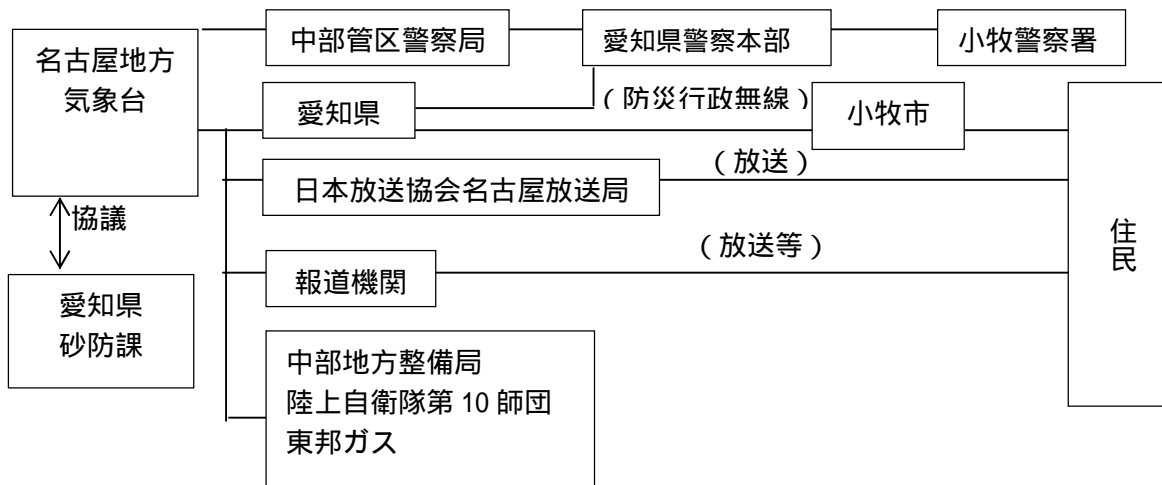 名古屋地方
気象台
中部管区警察局
愛知県警察本部
小牧警察署
愛知県
(防災行政無線)
小牧市
(放送)
日本放送協会名古屋放送局
協議
(放送等)
報道機関
住民
愛知県
砂防課
中部地方整備局
陸上自衛隊第 10 師団
東邦ガス